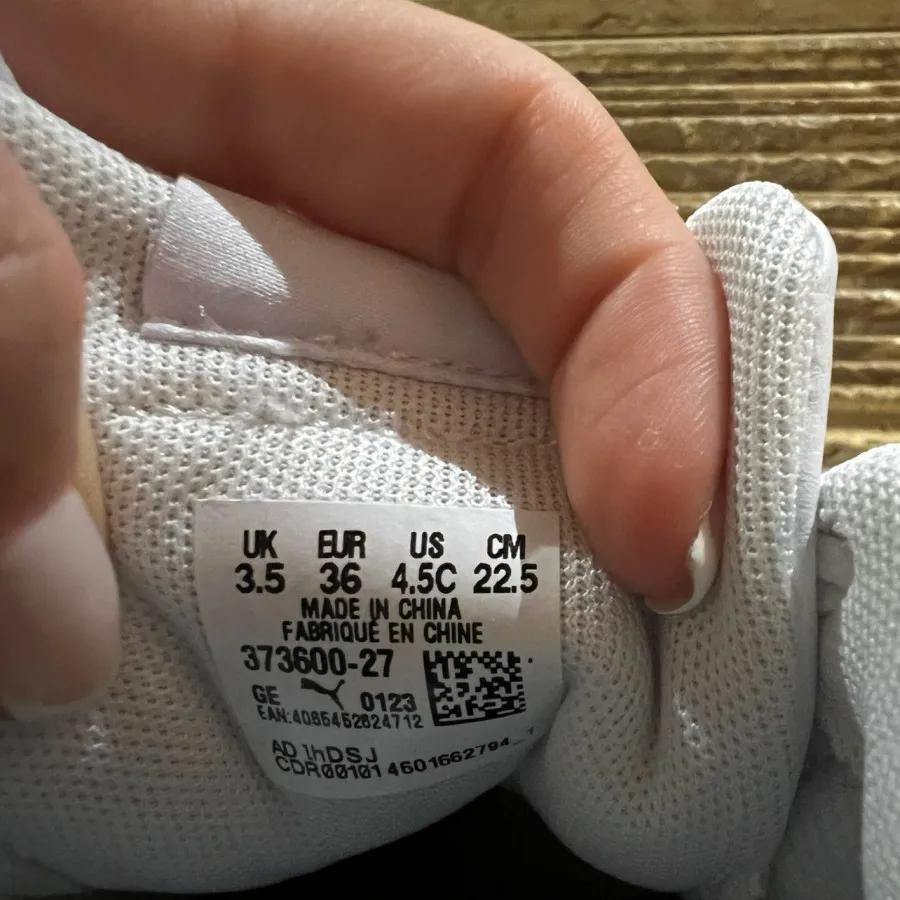 UK EUR US CM
3.5 36 4.5C 22.5
MADE IN CHINA
FABRIQUÉ EN CHINE
373600-27
GE 0123
EAN:4065452624712
AD 1hDSJ
CDR00101 4601662794_1